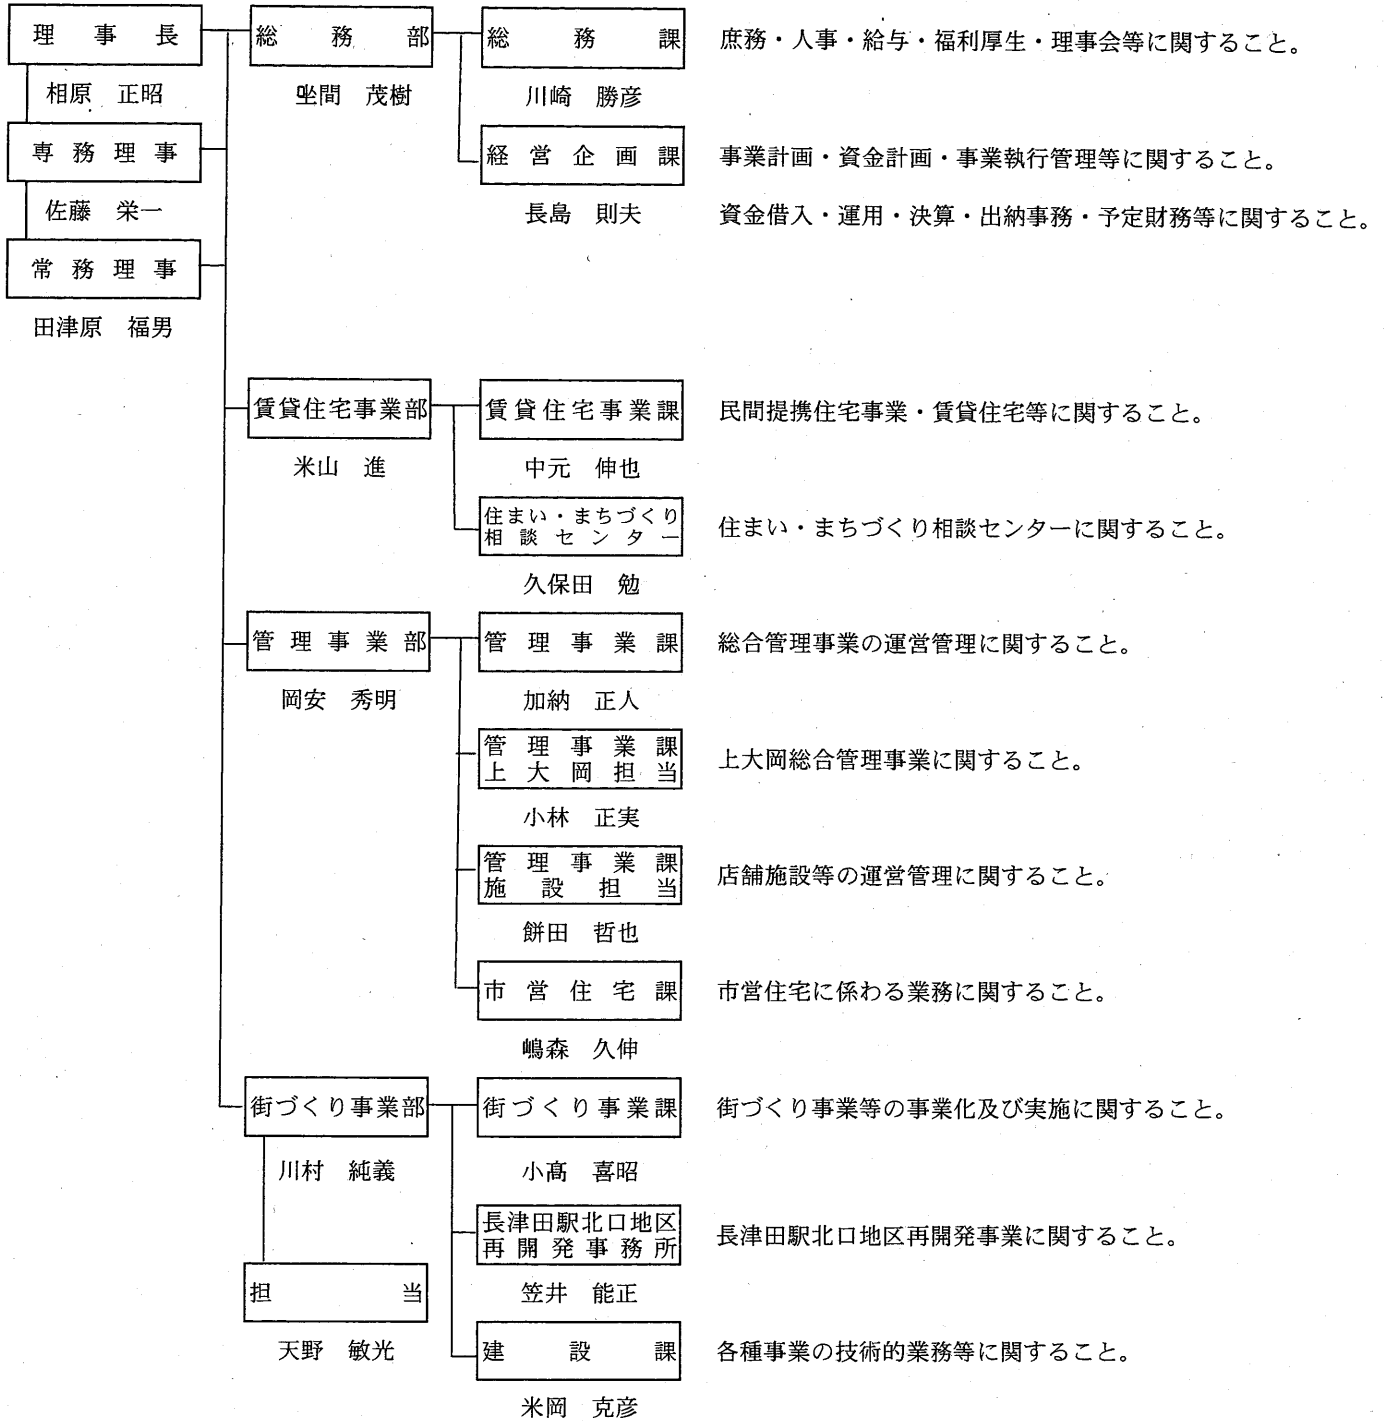 理事長
相原 正昭
専務理事
佐藤 栄一
常務理事
田津原 福男
総務部
坐間 茂樹
総務課
庶務・人事・給与・福利厚生・理事会等に関すること。
川崎 勝彦
経営企画課
事業計画・資金計画・事業執行管理等に関すること。
長島 則夫
資金借入・運用・決算・出納事務・予定財務等に関すること。
賃貸住宅事業部
米山 進
賃貸住宅事業課
民間提携住宅事業・賃貸住宅等に関すること。
中元 伸也
住まい・まちづくり
相談センター
住まい・まちづくり相談センターに関すること。
久保田 勉
管理事業部
岡安 秀明
管理事業課
総合管理事業の運営管理に関すること。
加納 正人
管理事業課
上大岡担当
上大岡総合管理事業に関すること。
小林 正実
管理事業課
施設担当
店舗施設等の運営管理に関すること。
餅田 哲也
市営住宅課
市営住宅に係わる業務に関すること。
嶋森 久伸
街づくり事業部
川村 純義
担当
天野 敏光
街づくり事業課
街づくり事業等の事業化及び実施に関すること。
小髙 喜昭
長津田駅北口地区
再開発事務所
長津田駅北口地区再開発事業に関すること。
笠井 能正
建設課
各種事業の技術的業務等に関すること。
米岡 克彦